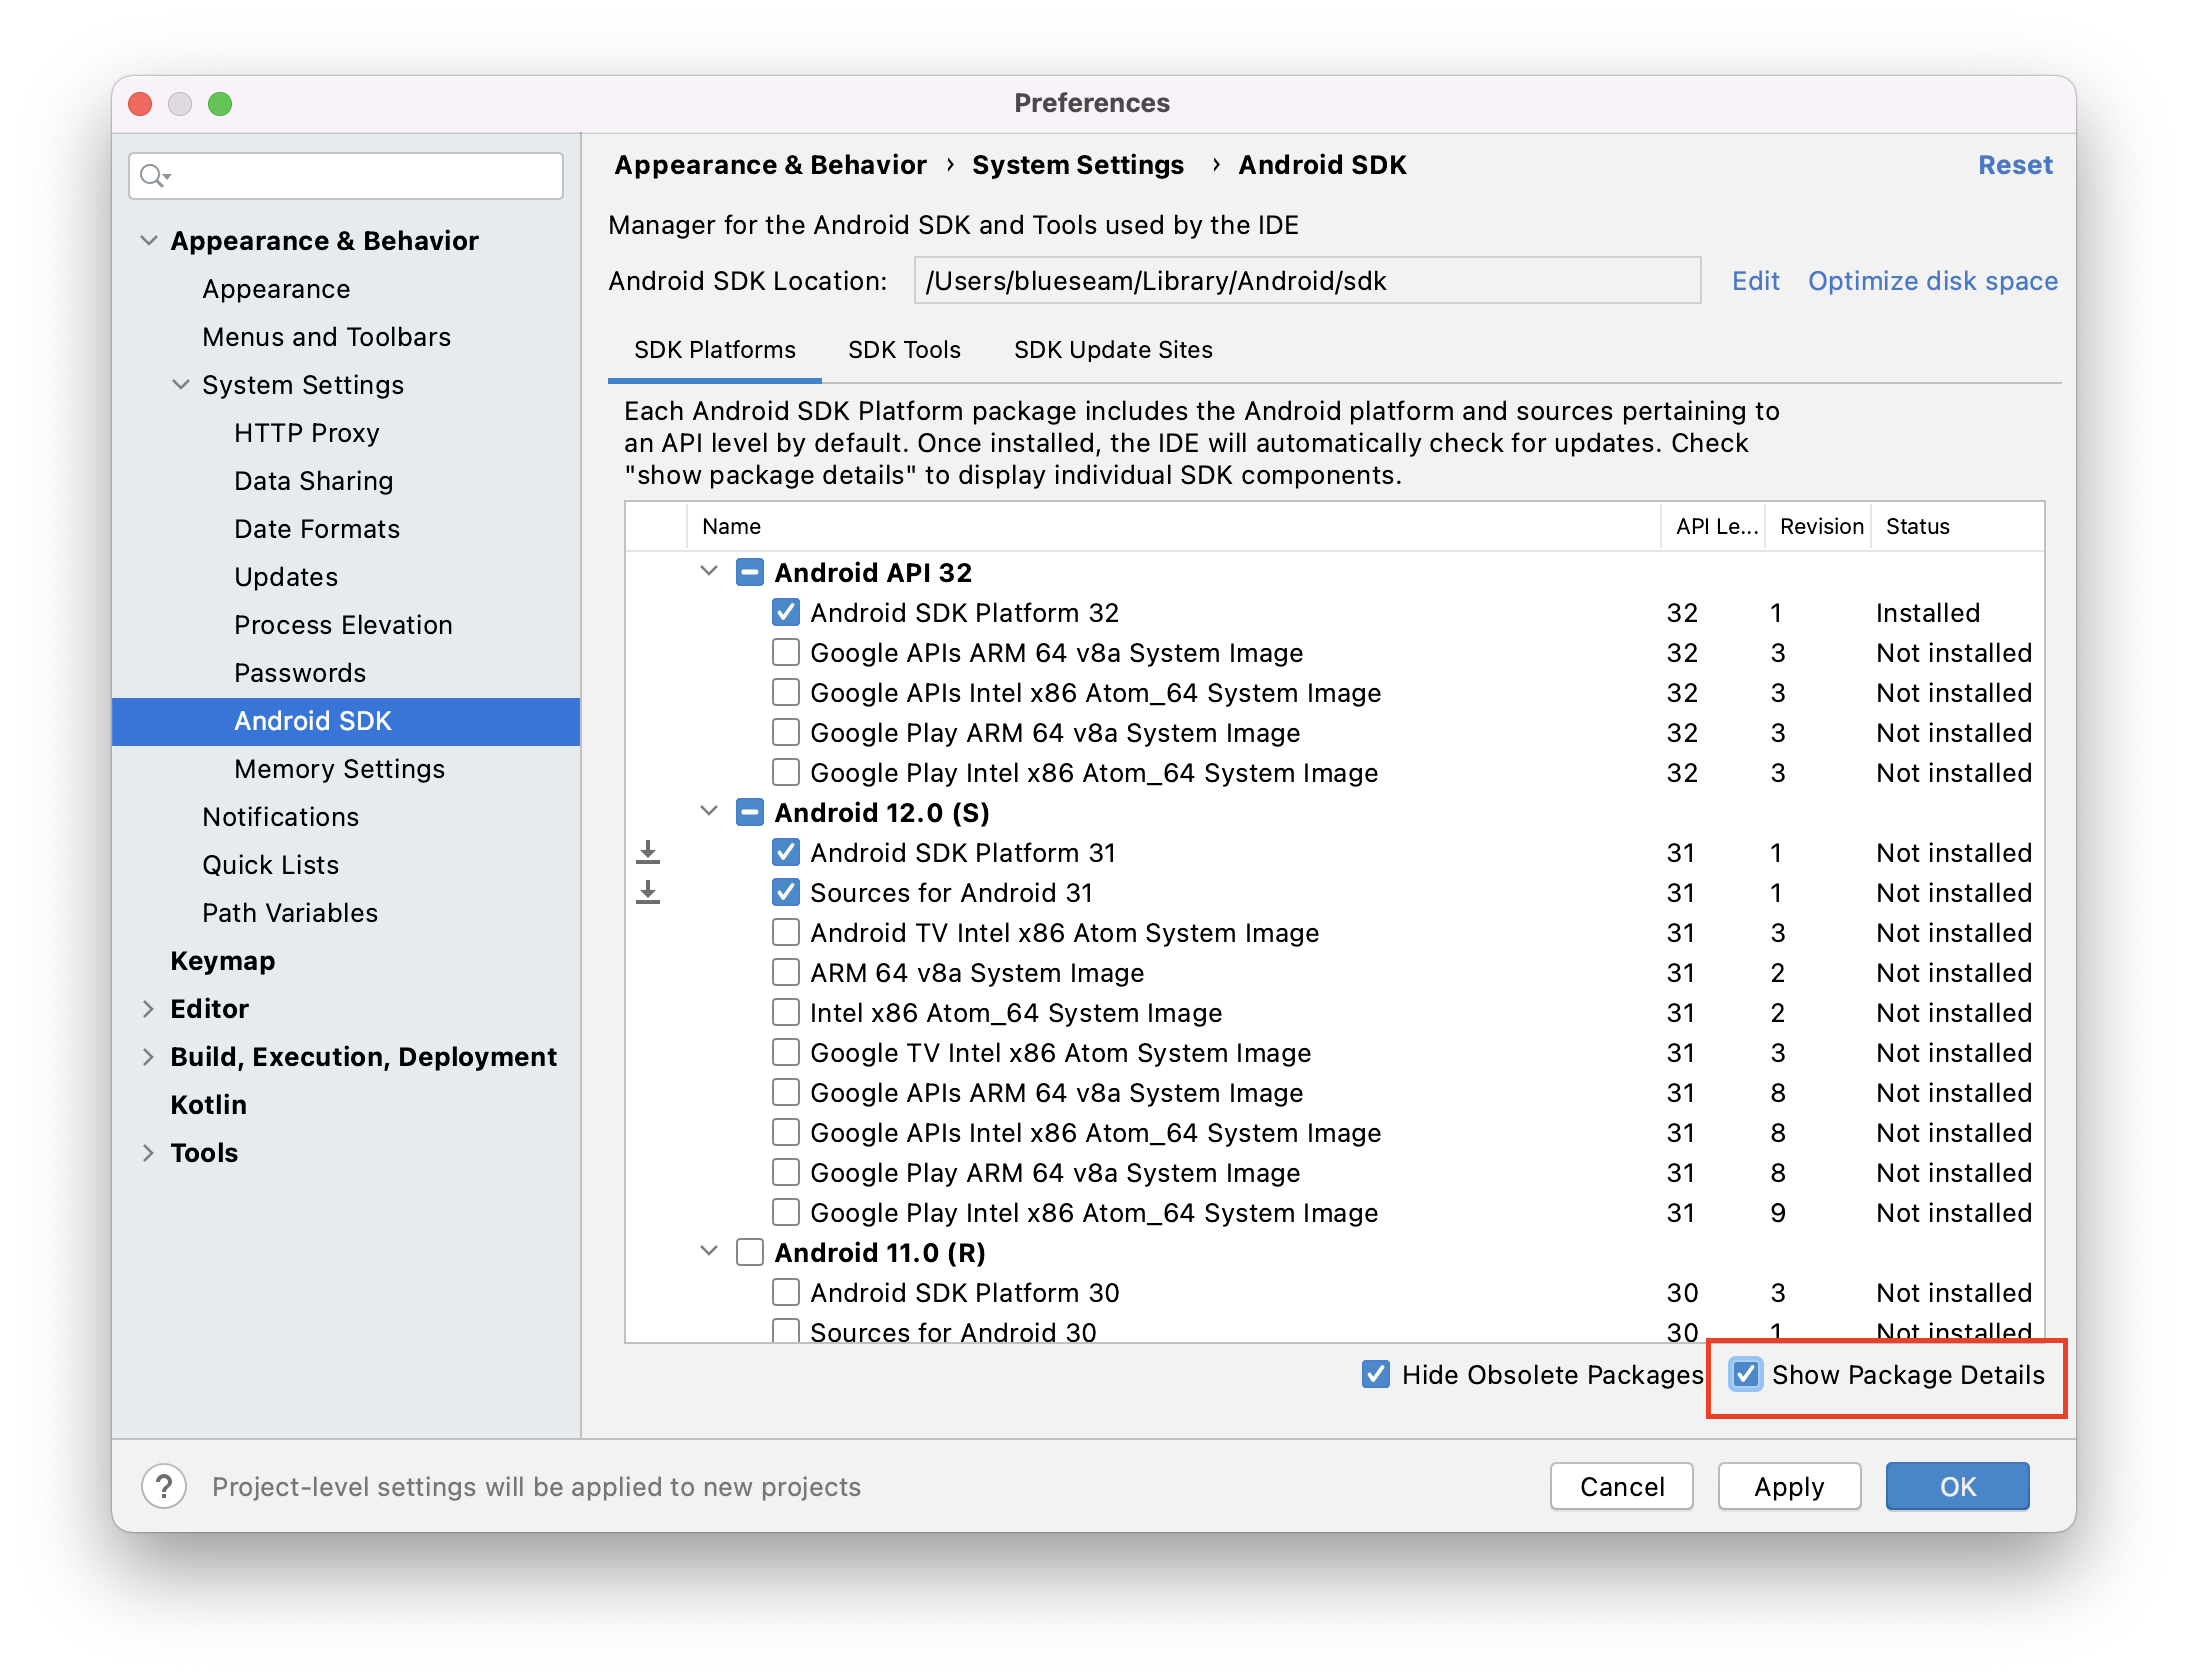 Preferences
Appearance & Behavior
Appearance
Menus and Toolbars
System Settings
HTTP Proxy
Data Sharing
Date Formats
Updates
Process Elevation
Passwords
Android SDK
Memory Settings
Notifications
Quick Lists
Path Variables
Keymap
Editor
Build, Execution, Deployment
Kotlin
Tools
Appearance & Behavior › System Settings › Android SDK Reset
Manager for the Android SDK and Tools used by the IDE
Android SDK Location: /Users/blueseam/Library/Android/sdk Edit Optimize disk space
SDK Platforms SDK Tools SDK Update Sites
Each Android SDK Platform package includes the Android platform and sources pertaining to
an API level by default. Once installed, the IDE will automatically check for updates. Check
"show package details" to display individual SDK components.
Name API Le... Revision Status
Android API 32
Android SDK Platform 32 32 1 Installed
Google APIs ARM 64 v8a System Image 32 3 Not installed
Google APIs Intel x86 Atom_64 System Image 32 3 Not installed
Google Play ARM 64 v8a System Image 32 3 Not installed
Google Play Intel x86 Atom_64 System Image 32 3 Not installed
Android 12.0 (S)
Android SDK Platform 31 31 1 Not installed
Sources for Android 31 31 1 Not installed
Android TV Intel x86 Atom System Image 31 3 Not installed
ARM 64 v8a System Image 31 2 Not installed
Intel x86 Atom_64 System Image 31 2 Not installed
Google TV Intel x86 Atom System Image 31 3 Not installed
Google APIs ARM 64 v8a System Image 31 8 Not installed
Google APIs Intel x86 Atom_64 System Image 31 8 Not installed
Google Play ARM 64 v8a System Image 31 8 Not installed
Google Play Intel x86 Atom_64 System Image 31 9 Not installed
Android 11.0 (R)
Android SDK Platform 30 30 3 Not installed
Sources for Android 30 30 1 Not installed
Hide Obsolete Packages Show Package Details
? Project-level settings will be applied to new projects Cancel Apply OK